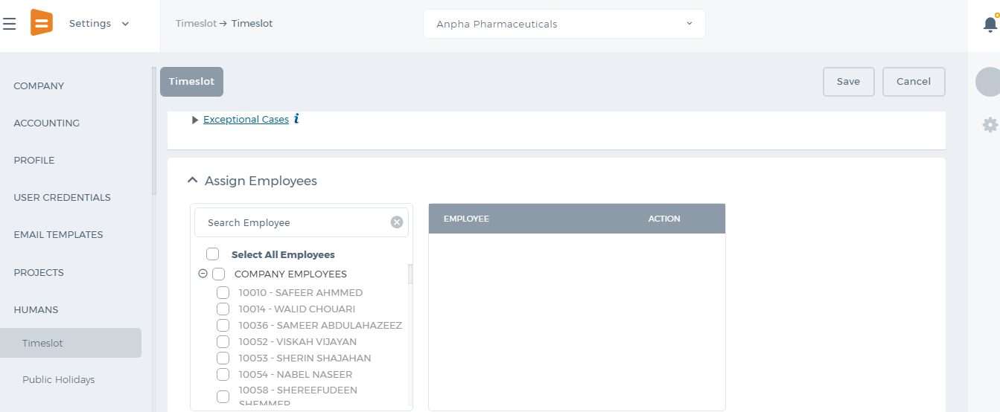 Settings
Timeslot → Timeslot
Anpha Pharmaceuticals
COMPANY
ACCOUNTING
PROFILE
USER CREDENTIALS
EMAIL TEMPLATES
PROJECTS
HUMANS
Timeslot
Public Holidays
Timeslot
Save
Cancel
Exceptional Cases i
Assign Employees
Search Employee
Select All Employees
COMPANY EMPLOYEES
10010 - SAFEER AHMMED
10014 - WALID CHOUARI
10036 - SAMEER ABDULAHAZEEZ
10052 - VISKAH VIJAYAN
10053 - SHERIN SHAJAHAN
10054 - NABEL NASEER
10058 - SHEREEFUDEEN
SHEMMER
EMPLOYEE
ACTION